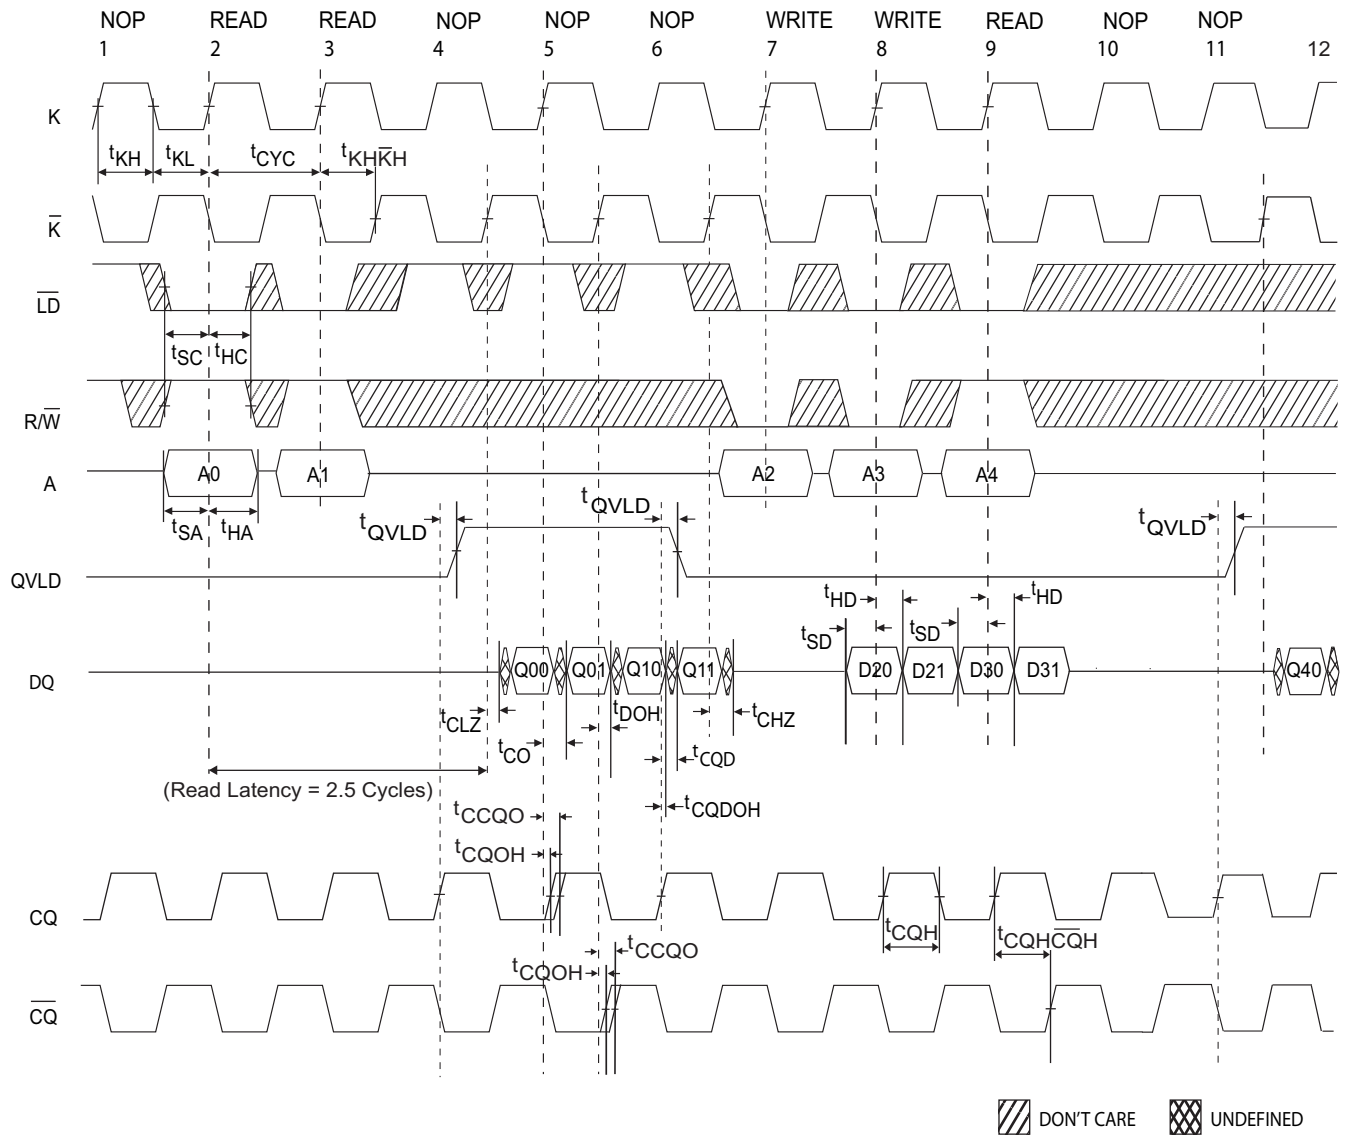 NOP READ READ NOP NOP NOP WRITE WRITE READ NOP NOP
1 2 3 4 5 6 7 8 9 10 11 12
K
tKH tKL tCYC tKHK̅H
K̅
L̅D̅
tSC tHC
R/W̅
A A0 A1 A2 A3 A4
tSA tHA tQVLD tQVLD tQVLD
QVLD
tHD tHD
tSD tSD
DQ Q00 Q01 Q10 Q11 D20 D21 D30 D31 Q40
tCLZ tDOH tCHZ
tCO tCQD
(Read Latency = 2.5 Cycles)
tCQDOH
tCCQO
tCQOH
CQ
tCQH tCQHC̅Q̅H
tCCQO
tCQOH
C̅Q̅
DON'T CARE UNDEFINED